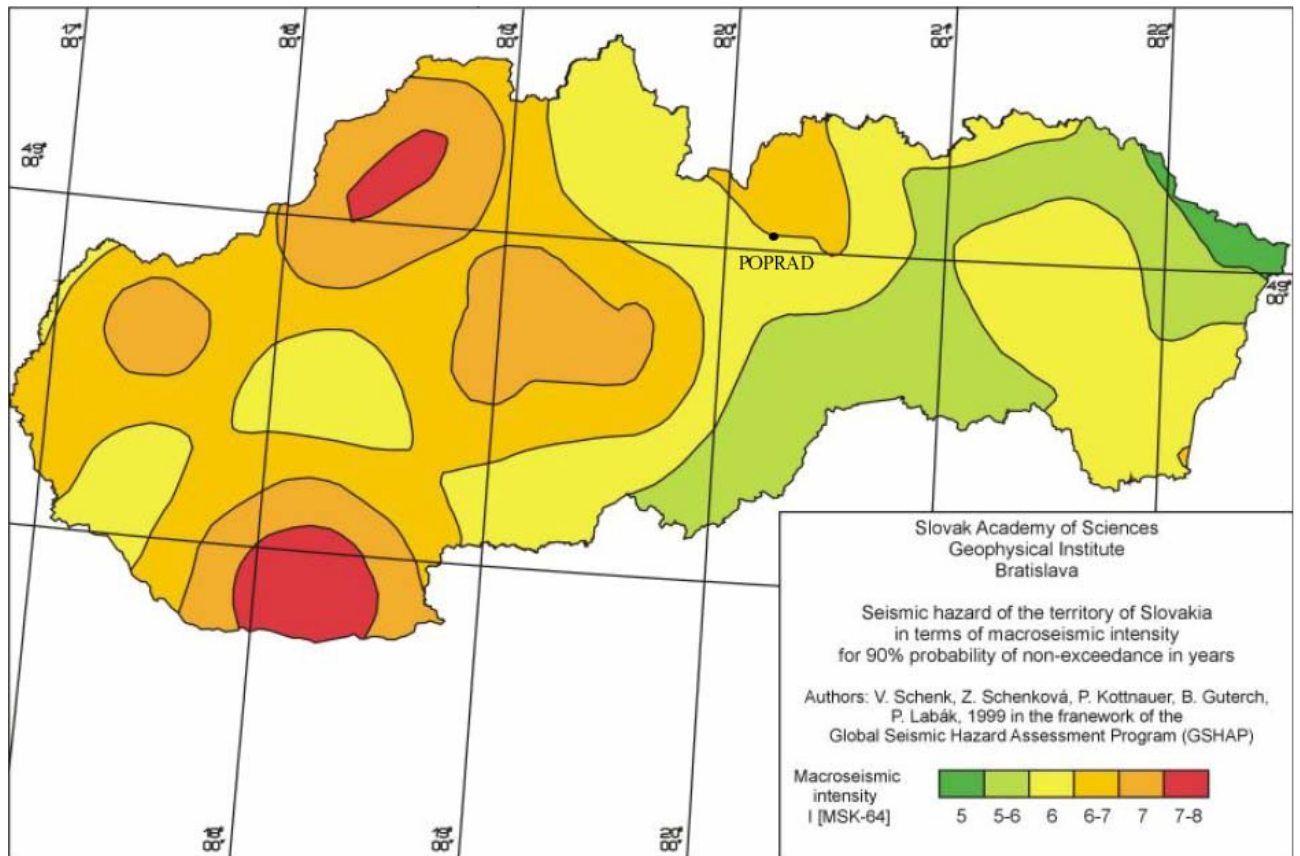 POPRAD
Slovak Academy of Sciences
Geophysical Institute
Bratislava
Seismic hazard of the territory of Slovakia
in terms of macroseismic intensity
for 90% probability of non-exceedance in years
Authors: V. Schenk, Z. Schenková, P. Kottnauer, B. Guterch,
P. Labák, 1999 in the franework of the
Global Seismic Hazard Assessment Program (GSHAP)
Macroseismic
intensity
I [MSK-64]
5 5-6 6 6-7 7 7-8